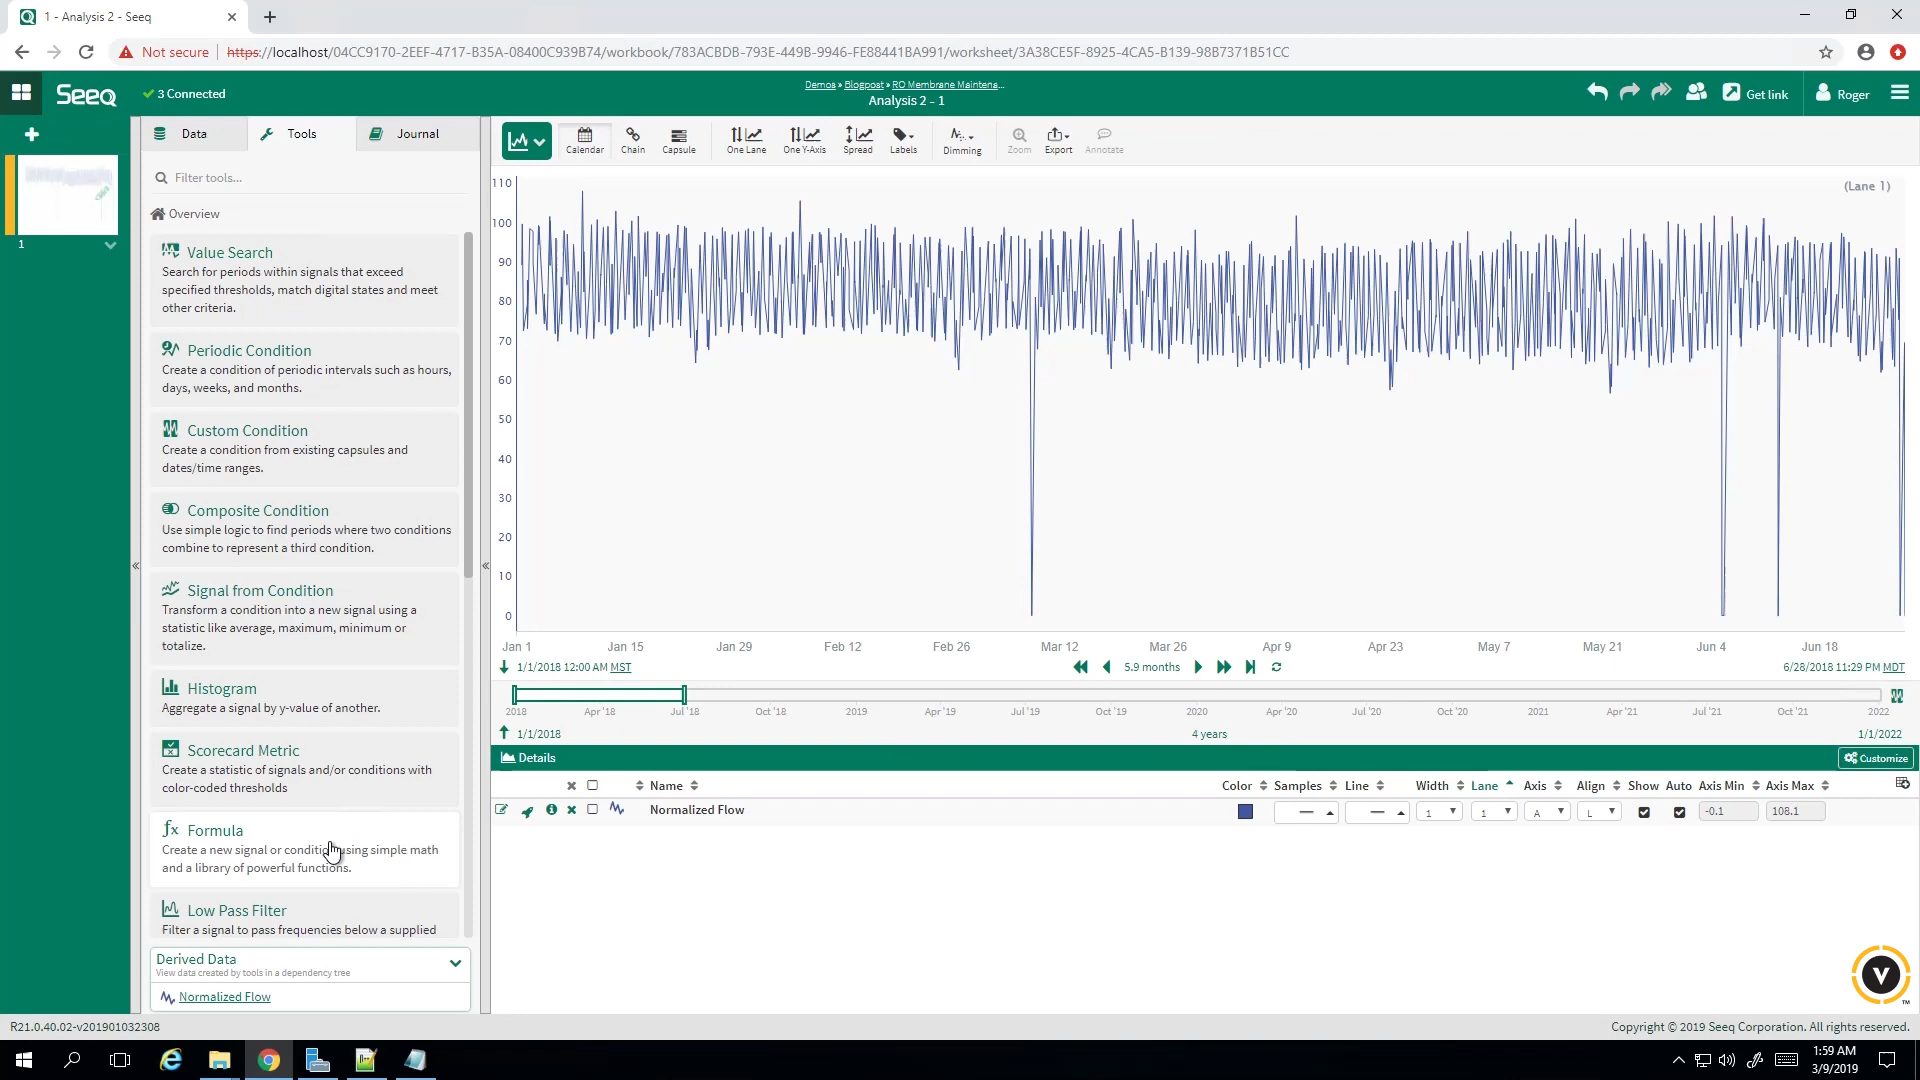 1 - Analysis 2 - Seeq
Not secure
https://localhost/04CC9170-2EEF-4717-B35A-08400C939B74/workbook/783ACBDB-793E-449B-9946-FE88441BA991/worksheet/3A38CE5F-8925-4CA5-B139-98B7371B51CC
Seeq
3 Connected
Demos » Blogpost » RO Membrane Maintena...
Analysis 2 - 1
Get link
Roger
Data
Tools
Journal
Calendar
Chain
Capsule
One Lane
One Y-Axis
Spread
Labels
Dimming
Zoom
Export
Annotate
1
Filter tools...
Overview
Value Search
Search for periods within signals that exceed
specified thresholds, match digital states and meet
other criteria.
Periodic Condition
Create a condition of periodic intervals such as hours,
days, weeks, and months.
Custom Condition
Create a condition from existing capsules and
dates/time ranges.
Composite Condition
Use simple logic to find periods where two conditions
combine to represent a third condition.
Signal from Condition
Transform a condition into a new signal using a
statistic like average, maximum, minimum or
totalize.
Histogram
Aggregate a signal by y-value of another.
Scorecard Metric
Create a statistic of signals and/or conditions with
color-coded thresholds
fx Formula
Create a new signal or condition using simple math
and a library of powerful functions.
Low Pass Filter
Filter a signal to pass frequencies below a supplied
Derived Data
View data created by tools in a dependency tree
Normalized Flow
(Lane 1)
110
100
90
80
70
60
50
40
30
20
10
0
Jan 1 Jan 15 Jan 29 Feb 12 Feb 26 Mar 12 Mar 26 Apr 9 Apr 23 May 7 May 21 Jun 4 Jun 18
1/1/2018 12:00 AM MST
5.9 months
6/28/2018 11:29 PM MDT
2018 Apr '18 Jul '18 Oct '18 2019 Apr '19 Jul '19 Oct '19 2020 Apr '20 Jul '20 Oct '20 2021 Apr '21 Jul '21 Oct '21 2022
1/1/2018
4 years
1/1/2022
Details
Customize
Name Color Samples Line Width Lane Axis Align Show Auto Axis Min Axis Max
Normalized Flow 1 1 A L -0.1 108.1
V
TM
R21.0.40.02-v201901032308
Copyright © 2019 Seeq Corporation. All rights reserved.
1:59 AM
3/9/2019